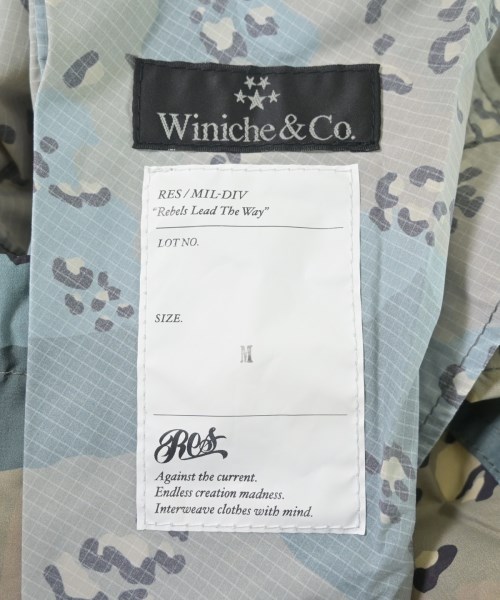 Winiche & Co.
RES / MIL-DIV
"Rebels Lead The Way"
LOT NO.
SIZE.
M
Res
Against the current.
Endless creation madness.
Interweave clothes with mind.